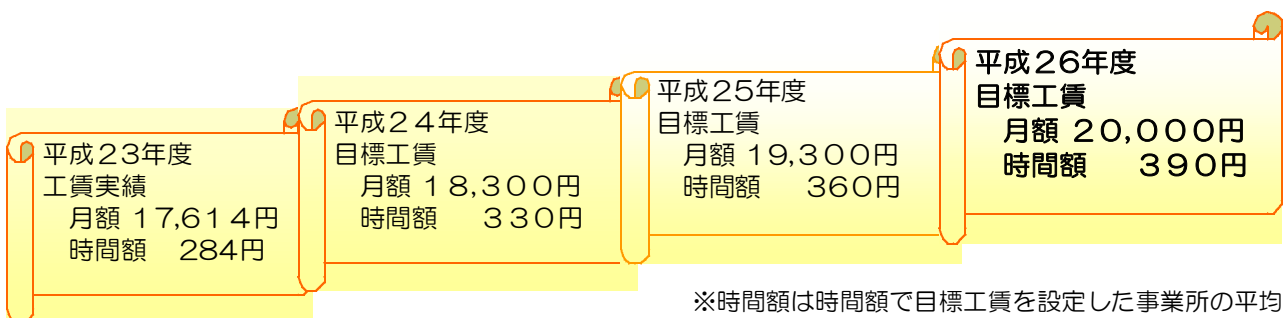 平成23年度
工賃実績
月額 17,614円
時間額 284円
平成24年度
目標工賃
月額 18,300円
時間額 330円
平成25年度
目標工賃
月額 19,300円
時間額 360円
平成26年度
目標工賃
月額 20,000円
時間額 390円
※時間額は時間額で目標工賃を設定した事業所の平均